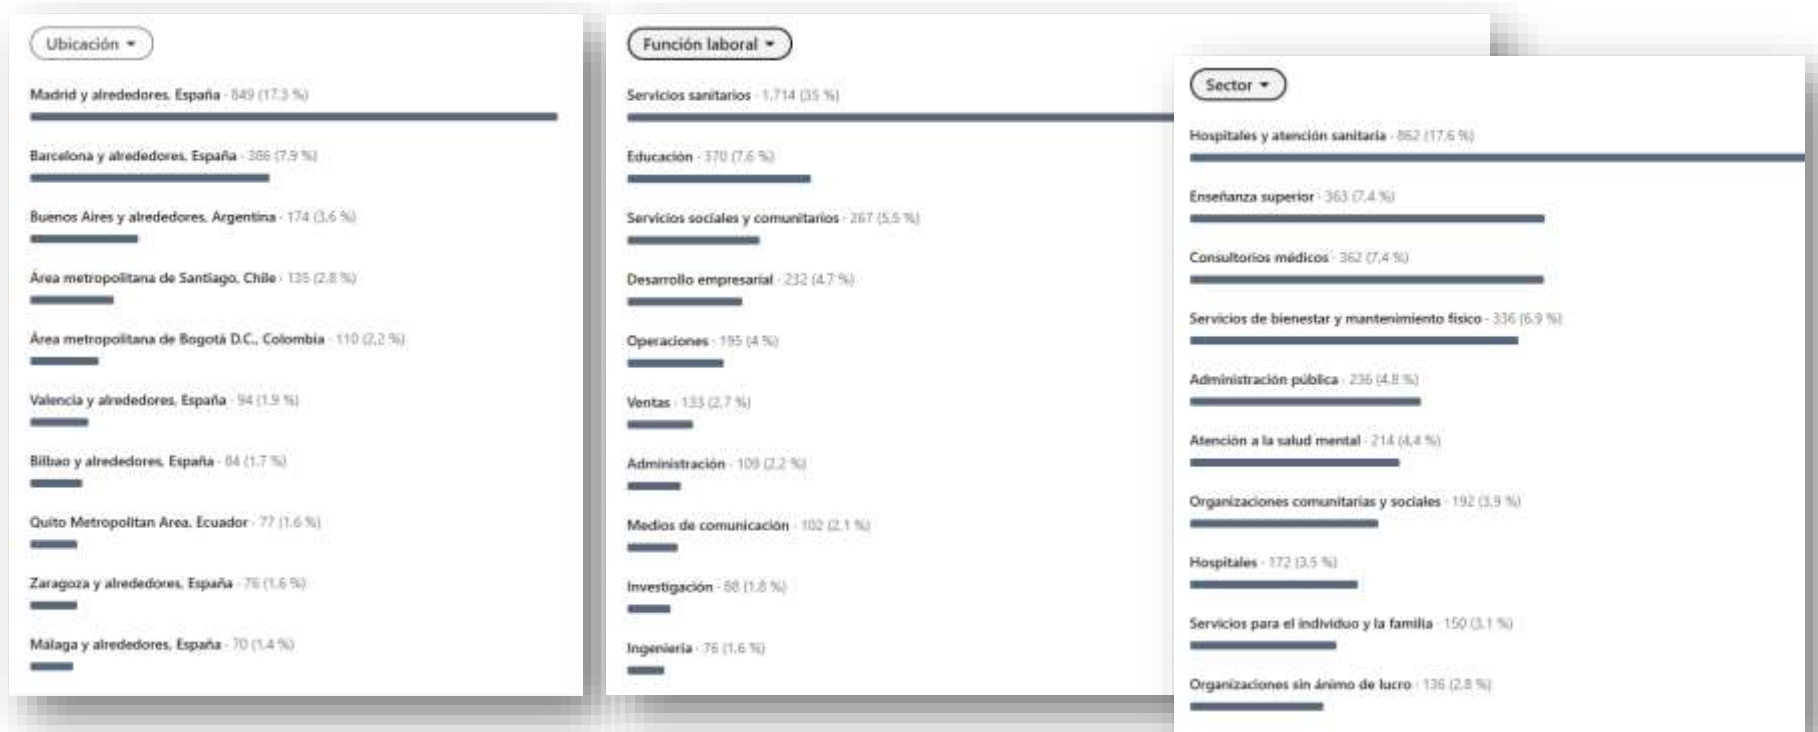 Ubicación
Madrid y alrededores, España · 849 (17,3 %)
Barcelona y alrededores, España · 386 (7,9 %)
Buenos Aires y alrededores, Argentina · 174 (3,6 %)
Área metropolitana de Santiago, Chile · 135 (2,8 %)
Área metropolitana de Bogotá D.C., Colombia · 110 (2,2 %)
Valencia y alrededores, España · 94 (1,9 %)
Bilbao y alrededores, España · 84 (1,7 %)
Quito Metropolitan Area, Ecuador · 77 (1,6 %)
Zaragoza y alrededores, España · 76 (1,6 %)
Málaga y alrededores, España · 70 (1,4 %)
Función laboral
Servicios sanitarios · 1,714 (35 %)
Educación · 370 (7,6 %)
Servicios sociales y comunitarios · 267 (5,5 %)
Desarrollo empresarial · 232 (4,7 %)
Operaciones · 195 (4 %)
Ventas · 133 (2,7 %)
Administración · 109 (2,2 %)
Medios de comunicación · 102 (2,1 %)
Investigación · 88 (1,8 %)
Ingeniería · 76 (1,6 %)
Sector
Hospitales y atención sanitaria · 862 (17,6 %)
Enseñanza superior · 363 (7,4 %)
Consultorios médicos · 362 (7,4 %)
Servicios de bienestar y mantenimiento físico · 336 (6,9 %)
Administración pública · 236 (4,8 %)
Atención a la salud mental · 214 (4,4 %)
Organizaciones comunitarias y sociales · 192 (3,9 %)
Hospitales · 172 (3,5 %)
Servicios para el individuo y la familia · 150 (3,1 %)
Organizaciones sin ánimo de lucro · 136 (2,8 %)